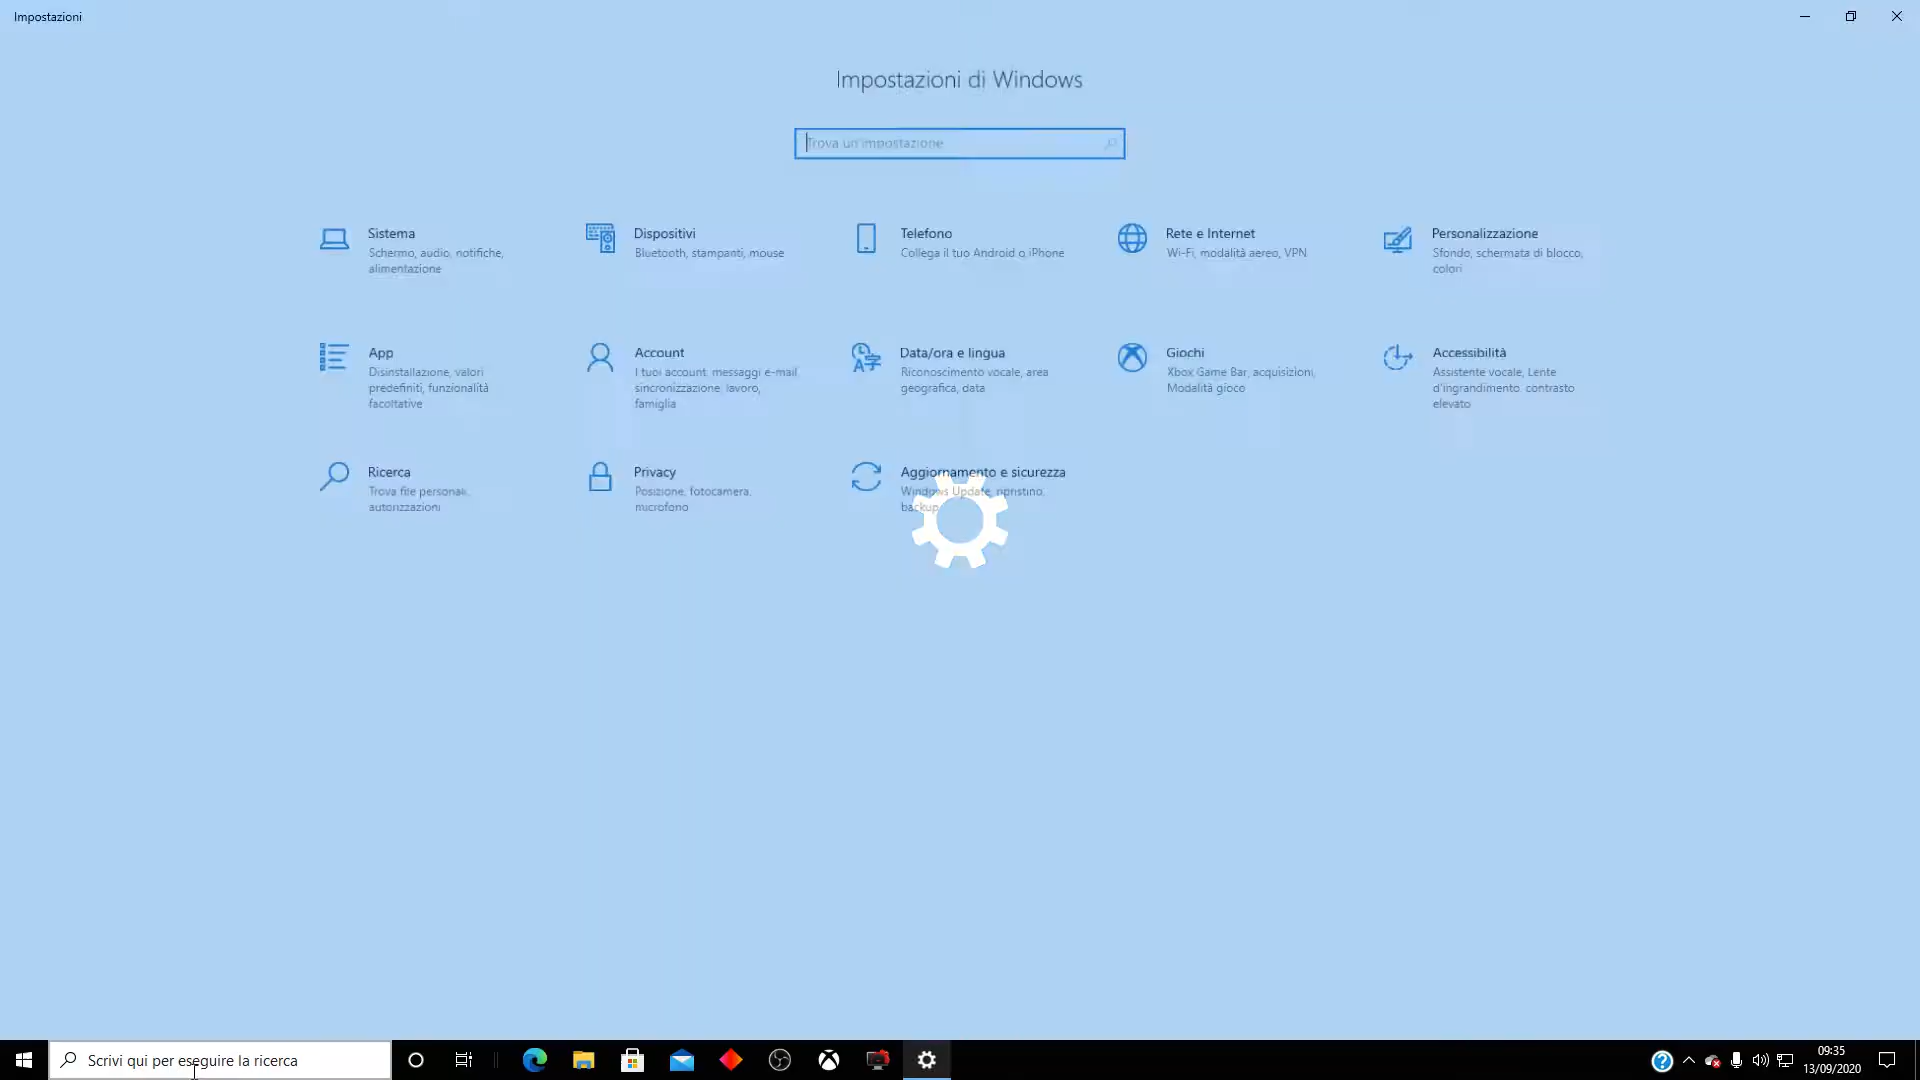 Impostazioni
Impostazioni di Windows
Trova un'impostazione
Sistema
Schermo, audio, notifiche,
alimentazione
Dispositivi
Bluetooth, stampanti, mouse
Telefono
Collega il tuo Android o iPhone
Rete e Internet
Wi-Fi, modalità aereo, VPN
Personalizzazione
Sfondo, schermata di blocco,
colori
App
Disinstallazione, valori
predefiniti, funzionalità
facoltative
Account
I tuoi account, messaggi e-mail
sincronizzazione, lavoro,
famiglia
Data/ora e lingua
Riconoscimento vocale, area
geografica, data
Giochi
Xbox Game Bar, acquisizioni,
Modalità gioco
Accessibilità
Assistente vocale, Lente
d'ingrandimento, contrasto
elevato
Ricerca
Trova file personali,
autorizzazioni
Privacy
Posizione, fotocamera,
microfono
Aggiornamento e sicurezza
Windows Update, ripristino,
backup
Scrivi qui per eseguire la ricerca
09:35
13/09/2020